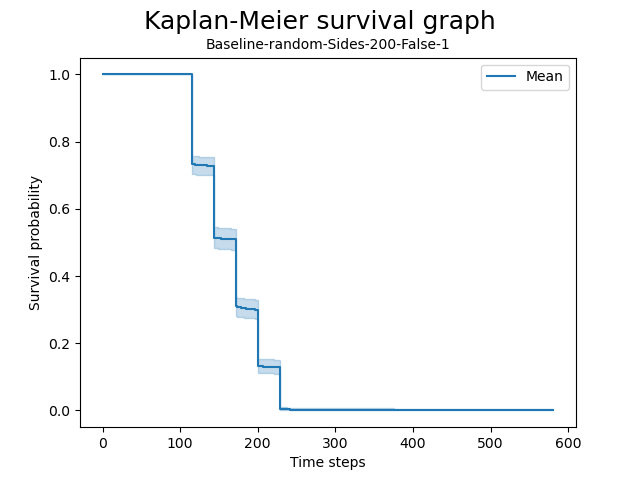 Kaplan-Meier survival graph
Baseline-random-Sides-200-False-1
Mean
Survival probability
1.0
0.8
0.6
0.4
0.2
0.0
0 100 200 300 400 500 600
Time steps